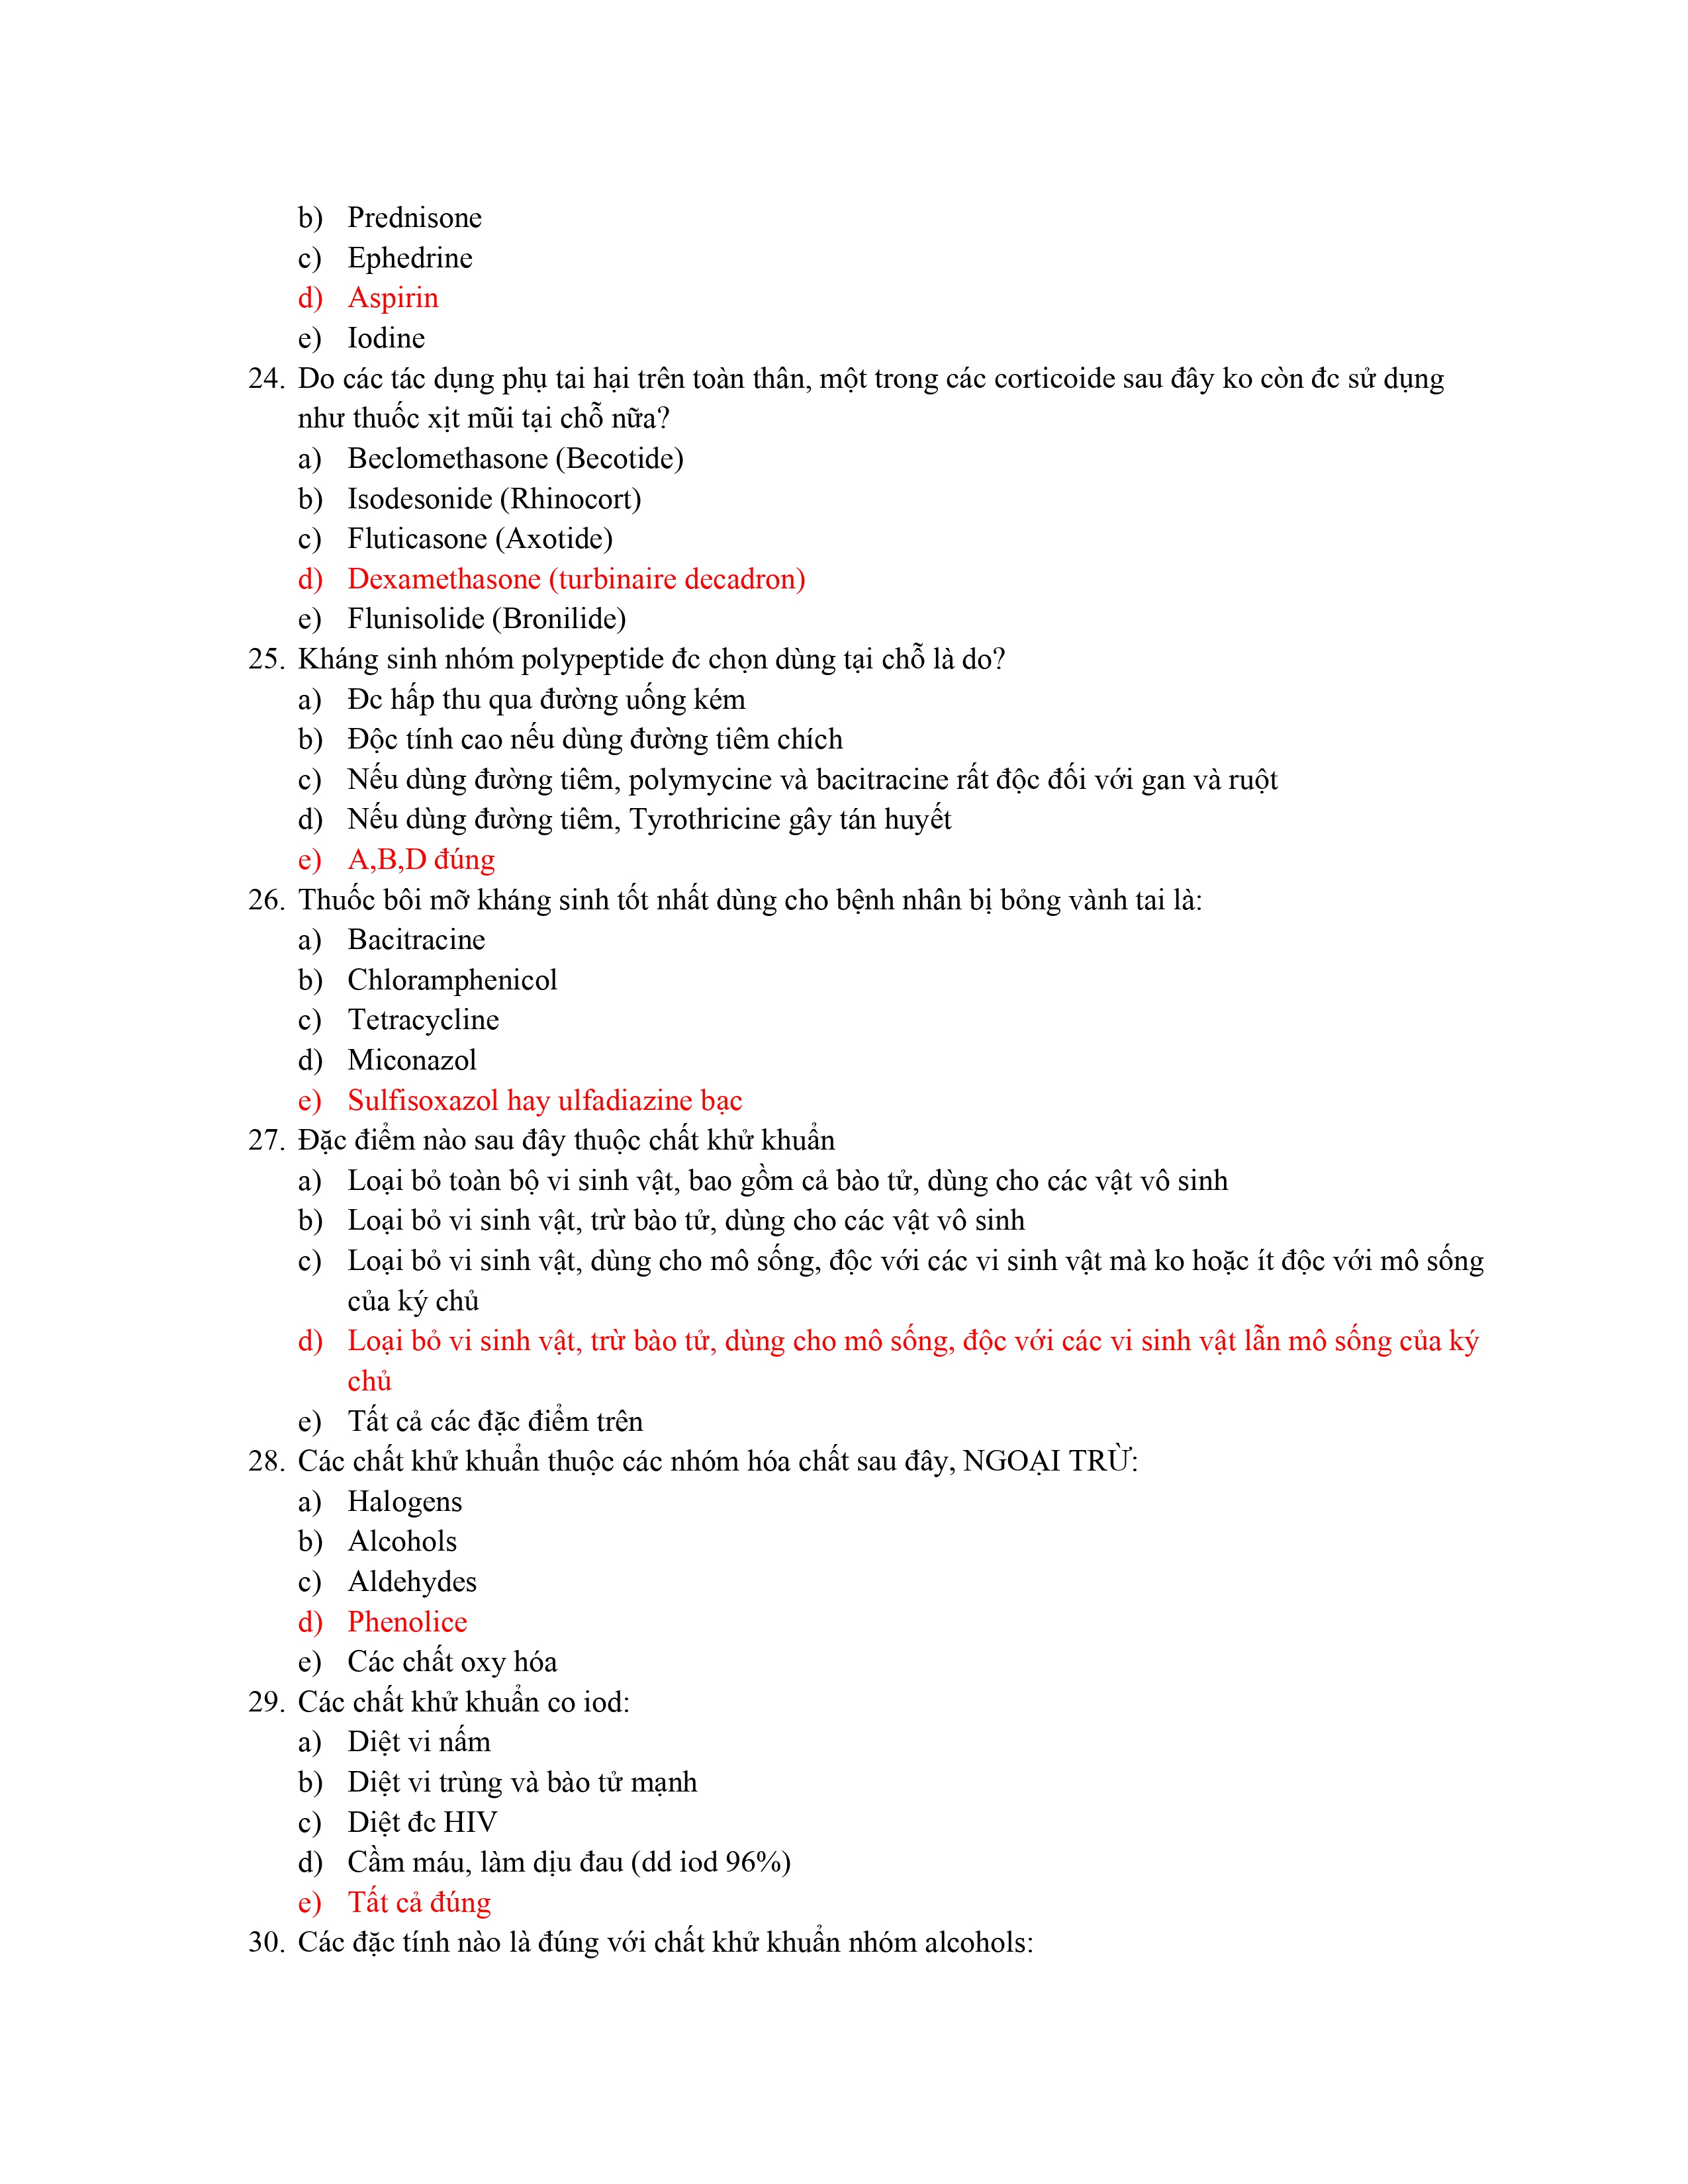 b) Prednisone
c) Ephedrine
d) Aspirin
e) Iodine
24. Do các tác dụng phụ tai hại trên toàn thân, một trong các corticoide sau đây ko còn đc sử dụng
như thuốc xịt mũi tại chỗ nữa?
a) Beclomethasone (Becotide)
b) Isodesonide (Rhinocort)
c) Fluticasone (Axotide)
d) Dexamethasone (turbinaire decadron)
e) Flunisolide (Bronilide)
25. Kháng sinh nhóm polypeptide đc chọn dùng tại chỗ là do?
a) Đc hấp thu qua đường uống kém
b) Độc tính cao nếu dùng đường tiêm chích
c) Nếu dùng đường tiêm, polymycine và bacitracine rất độc đối với gan và ruột
d) Nếu dùng đường tiêm, Tyrothricine gây tán huyết
e) A,B,D đúng
26. Thuốc bôi mỡ kháng sinh tốt nhất dùng cho bệnh nhân bị bỏng vành tai là:
a) Bacitracine
b) Chloramphenicol
c) Tetracycline
d) Miconazol
e) Sulfisoxazol hay ulfadiazine bạc
27. Đặc điểm nào sau đây thuộc chất khử khuẩn
a) Loại bỏ toàn bộ vi sinh vật, bao gồm cả bào tử, dùng cho các vật vô sinh
b) Loại bỏ vi sinh vật, trừ bào tử, dùng cho các vật vô sinh
c) Loại bỏ vi sinh vật, dùng cho mô sống, độc với các vi sinh vật mà ko hoặc ít độc với mô sống
của ký chủ
d) Loại bỏ vi sinh vật, trừ bào tử, dùng cho mô sống, độc với các vi sinh vật lẫn mô sống của ký
chủ
e) Tất cả các đặc điểm trên
28. Các chất khử khuẩn thuộc các nhóm hóa chất sau đây, NGOẠI TRỪ:
a) Halogens
b) Alcohols
c) Aldehydes
d) Phenolice
e) Các chất oxy hóa
29. Các chất khử khuẩn co iod:
a) Diệt vi nấm
b) Diệt vi trùng và bào tử mạnh
c) Diệt đc HIV
d) Cầm máu, làm dịu đau (dd iod 96%)
e) Tất cả đúng
30. Các đặc tính nào là đúng với chất khử khuẩn nhóm alcohols: